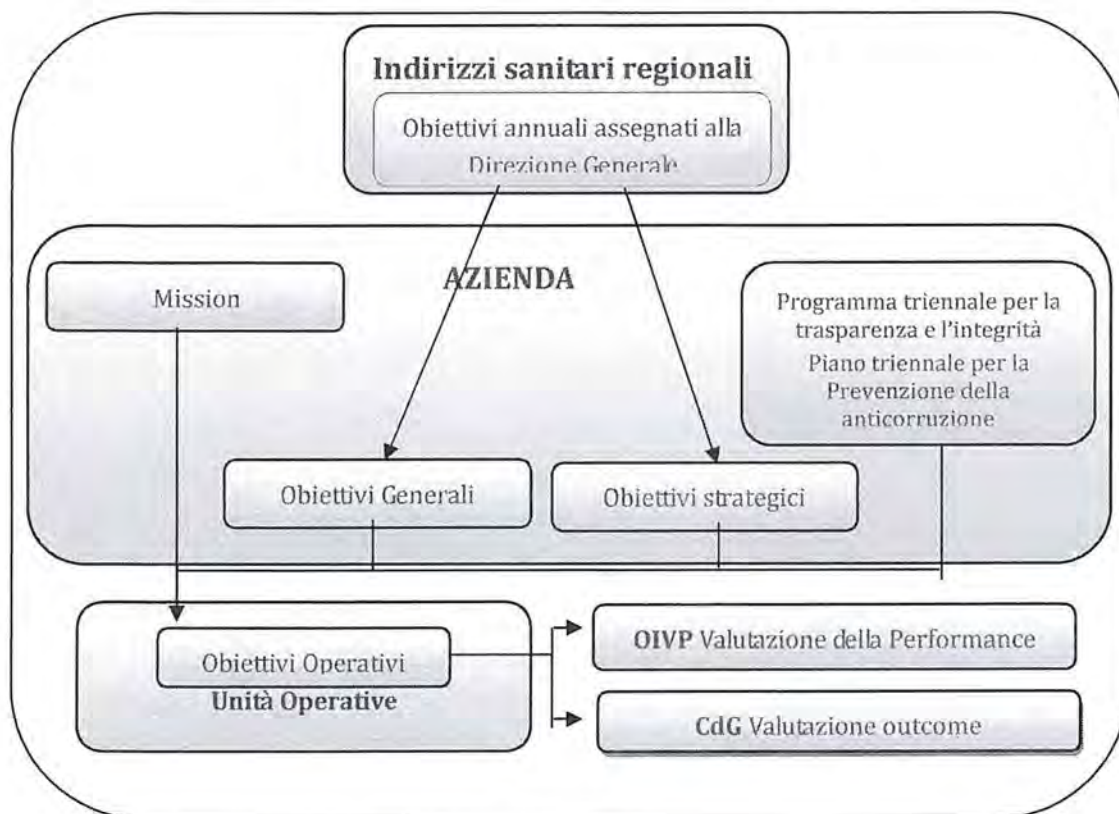 Indirizzi sanitari regionali
Obiettivi annuali assegnati alla
Direzione Generale
AZIENDA
Mission
Programma triennale per la
trasparenza e l'integrità
Piano triennale per la
Prevenzione della
anticorruzione
Obiettivi Generali
Obiettivi strategici
Obiettivi Operativi
Unità Operative
OIVP Valutazione della Performance
CdG Valutazione outcome